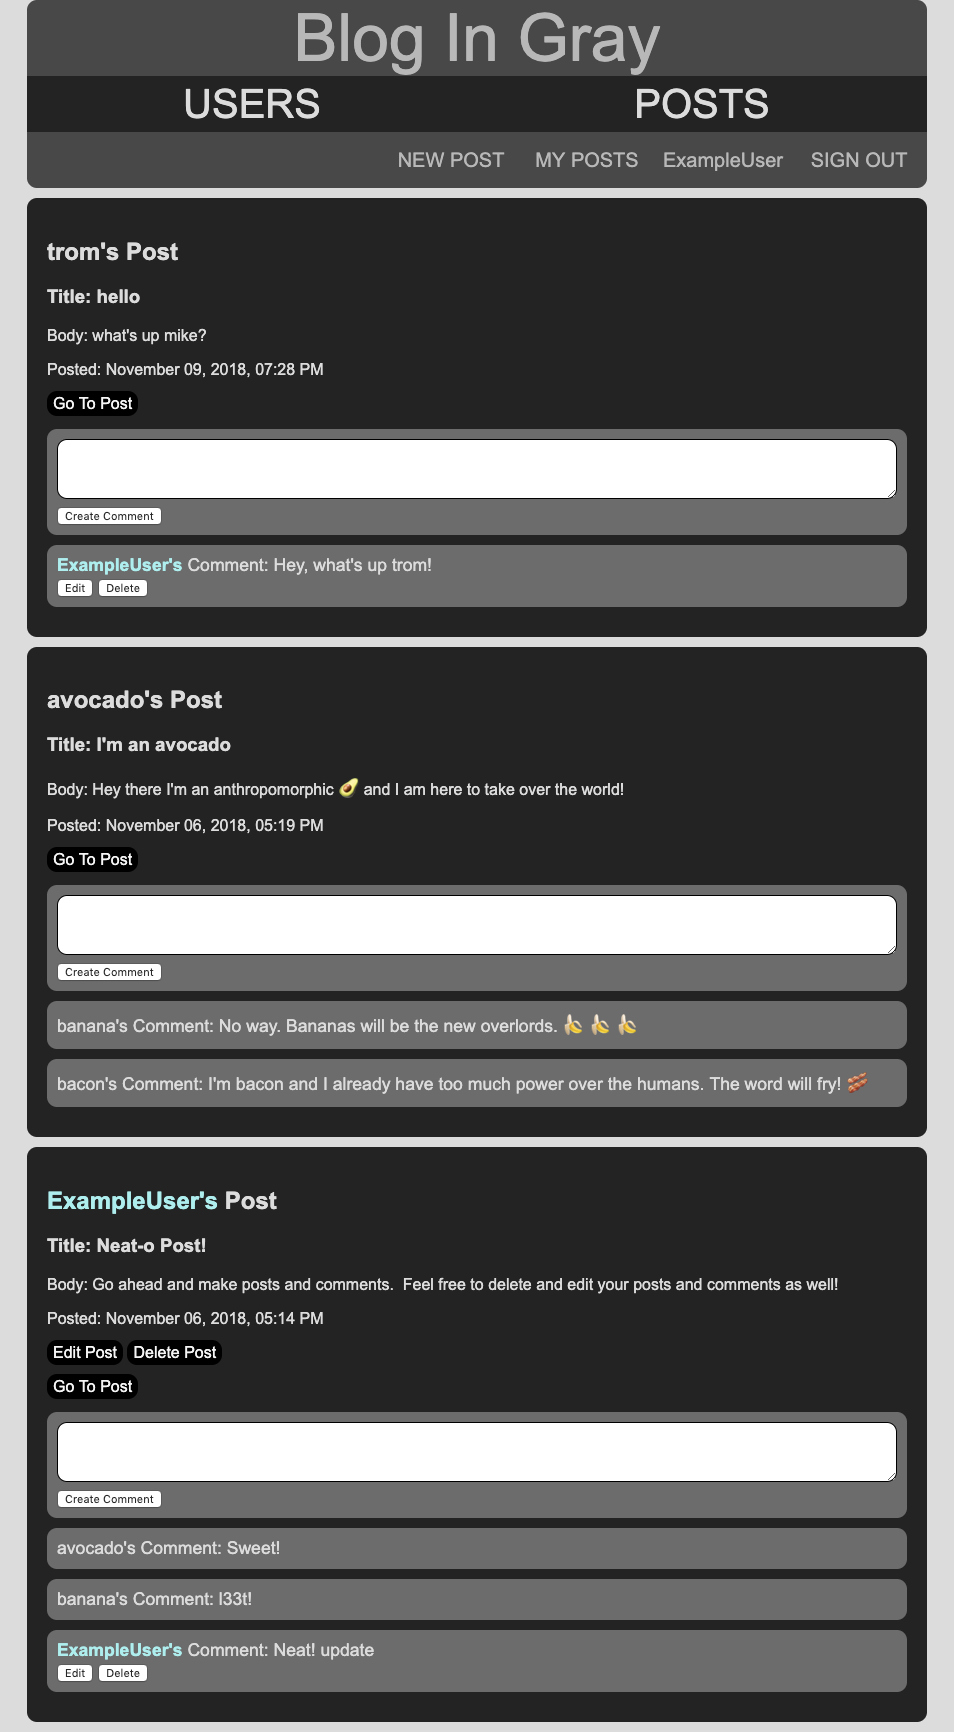 Blog In Gray
USERS POSTS
NEW POST MY POSTS ExampleUser SIGN OUT
trom's Post
Title: hello
Body: what's up mike?
Posted: November 09, 2018, 07:28 PM
Go To Post
Create Comment
ExampleUser's Comment: Hey, what's up trom!
Edit Delete
avocado's Post
Title: I'm an avocado
Body: Hey there I'm an anthropomorphic 🥑 and I am here to take over the world!
Posted: November 06, 2018, 05:19 PM
Go To Post
Create Comment
banana's Comment: No way. Bananas will be the new overlords. 🍌 🍌 🍌
bacon's Comment: I'm bacon and I already have too much power over the humans. The word will fry! 🥓
ExampleUser's Post
Title: Neat-o Post!
Body: Go ahead and make posts and comments.  Feel free to delete and edit your posts and comments as well!
Posted: November 06, 2018, 05:14 PM
Edit Post Delete Post
Go To Post
Create Comment
avocado's Comment: Sweet!
banana's Comment: l33t!
ExampleUser's Comment: Neat! update
Edit Delete